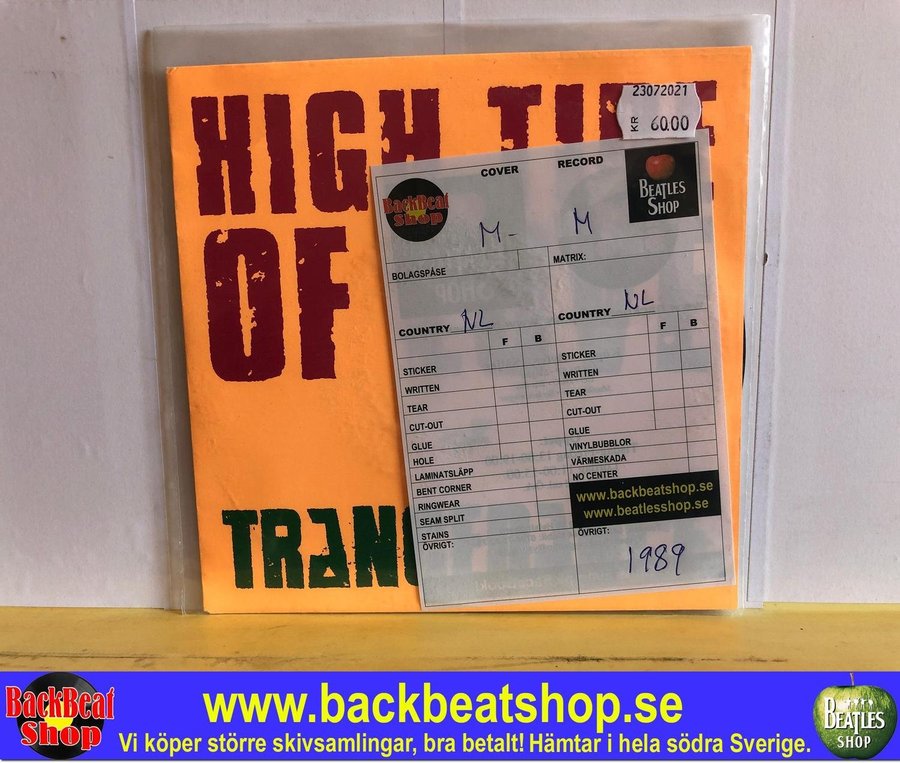 HIGH TIDE
OF
TRANC
23072021
KR 60.00
BackBeat
Shop
COVER
RECORD
BEATLES
SHOP
M-
M
BOLAGSPÅSE
MATRIX:
COUNTRY NL
COUNTRY NL
F B
F B
STICKER
WRITTEN
TEAR
CUT-OUT
GLUE
HOLE
LAMINATSLÄPP
BENT CORNER
RINGWEAR
SEAM SPLIT
STAINS
ÖVRIGT:
STICKER
WRITTEN
TEAR
CUT-OUT
GLUE
VINYLBUBBLOR
VÄRMESKADA
NO CENTER
www.backbeatshop.se
www.beatlesshop.se
ÖVRIGT:
1989
BackBeat
Shop
www.backbeatshop.se
Vi köper större skivsamlingar, bra betalt! Hämtar i hela södra Sverige.
BEATLES
SHOP